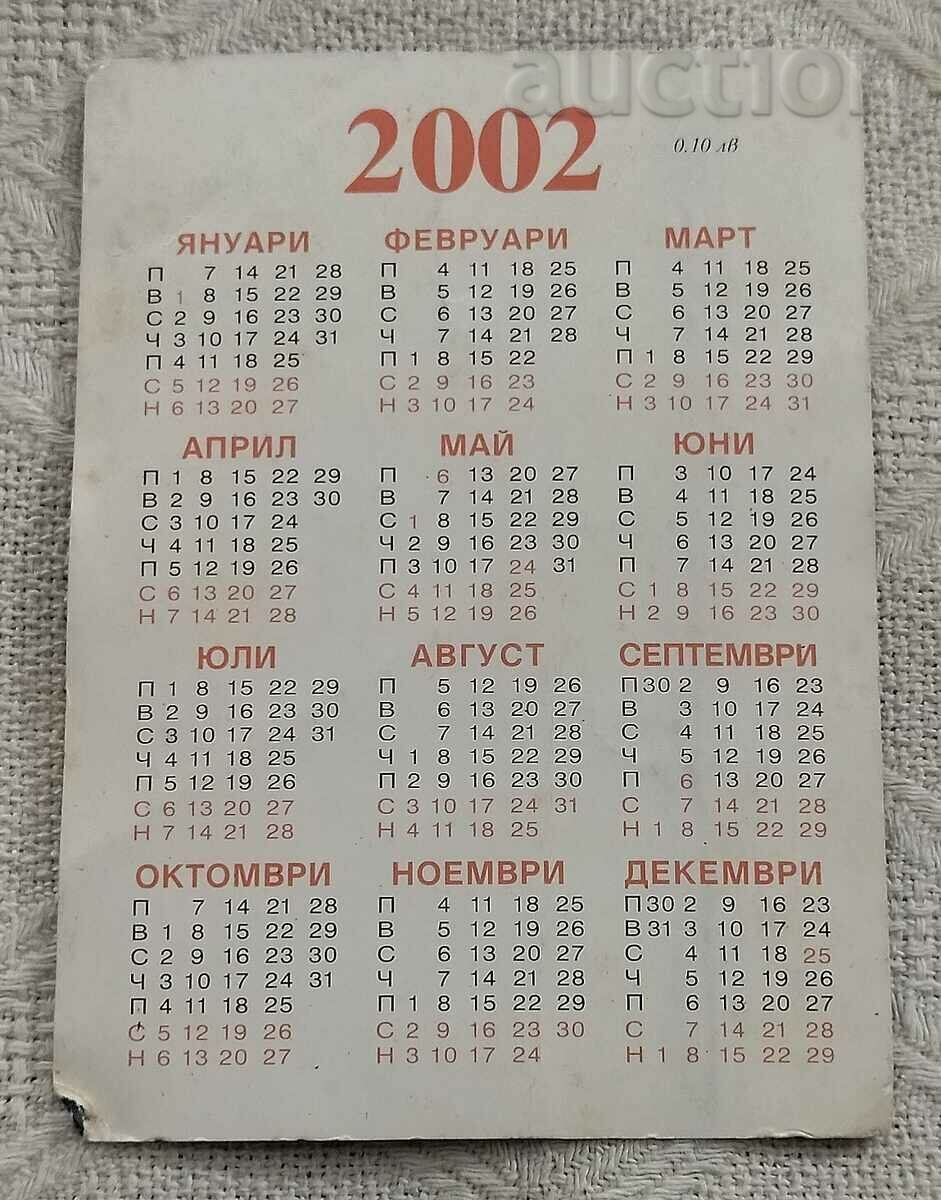 auction
2002 0.10 лв
ЯНУАРИ ФЕВРУАРИ МАРТ
П 7 14 21 28 П 4 11 18 25 П 4 11 18 25
В 1 8 15 22 29 В 5 12 19 26 В 5 12 19 26
С 2 9 16 23 30 С 6 13 20 27 С 6 13 20 27
Ч 3 10 17 24 31 Ч 7 14 21 28 Ч 7 14 21 28
П 4 11 18 25 П 1 8 15 22 П 1 8 15 22 29
С 5 12 19 26 С 2 9 16 23 С 2 9 16 23 30
Н 6 13 20 27 Н 3 10 17 24 Н 3 10 17 24 31
АПРИЛ МАЙ ЮНИ
П 1 8 15 22 29 П 6 13 20 27 П 3 10 17 24
В 2 9 16 23 30 В 7 14 21 28 В 4 11 18 25
С 3 10 17 24 С 1 8 15 22 29 С 5 12 19 26
Ч 4 11 18 25 Ч 2 9 16 23 30 Ч 6 13 20 27
П 5 12 19 26 П 3 10 17 24 31 П 7 14 21 28
С 6 13 20 27 С 4 11 18 25 С 1 8 15 22 29
Н 7 14 21 28 Н 5 12 19 26 Н 2 9 16 23 30
ЮЛИ АВГУСТ СЕПТЕМВРИ
П 1 8 15 22 29 П 5 12 19 26 П 30 2 9 16 23
В 2 9 16 23 30 В 6 13 20 27 В 3 10 17 24
С 3 10 17 24 31 С 7 14 21 28 С 4 11 18 25
Ч 4 11 18 25 Ч 1 8 15 22 29 Ч 5 12 19 26
П 5 12 19 26 П 2 9 16 23 30 П 6 13 20 27
С 6 13 20 27 С 3 10 17 24 31 С 7 14 21 28
Н 7 14 21 28 Н 4 11 18 25 Н 1 8 15 22 29
ОКТОМВРИ НОЕМВРИ ДЕКЕМВРИ
П 7 14 21 28 П 4 11 18 25 П 30 2 9 16 23
В 1 8 15 22 29 В 5 12 19 26 В 31 3 10 17 24
С 2 9 16 23 30 С 6 13 20 27 С 4 11 18 25
Ч 3 10 17 24 31 Ч 7 14 21 28 Ч 5 12 19 26
П 4 11 18 25 П 1 8 15 22 29 П 6 13 20 27
С 5 12 19 26 С 2 9 16 23 30 С 7 14 21 28
Н 6 13 20 27 Н 3 10 17 24 Н 1 8 15 22 29